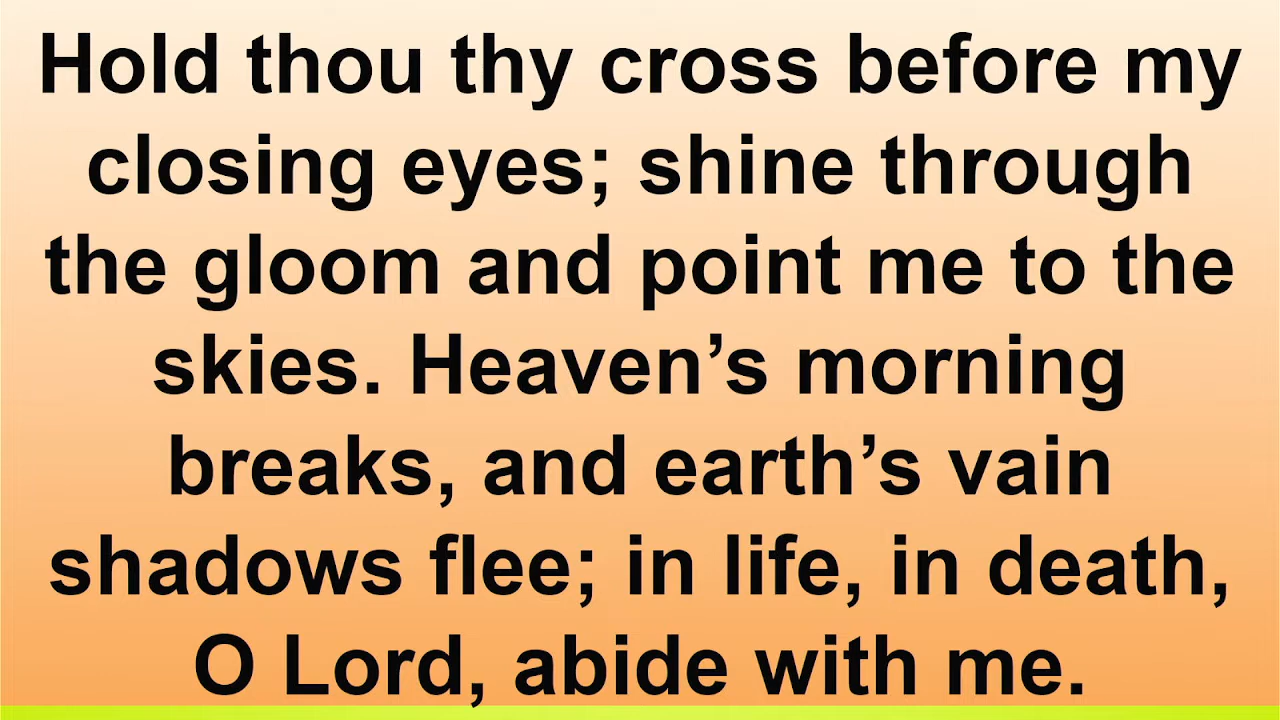 Hold thou thy cross before my
closing eyes; shine through
the gloom and point me to the
skies. Heaven’s morning
breaks, and earth’s vain
shadows flee; in life, in death,
O Lord, abide with me.